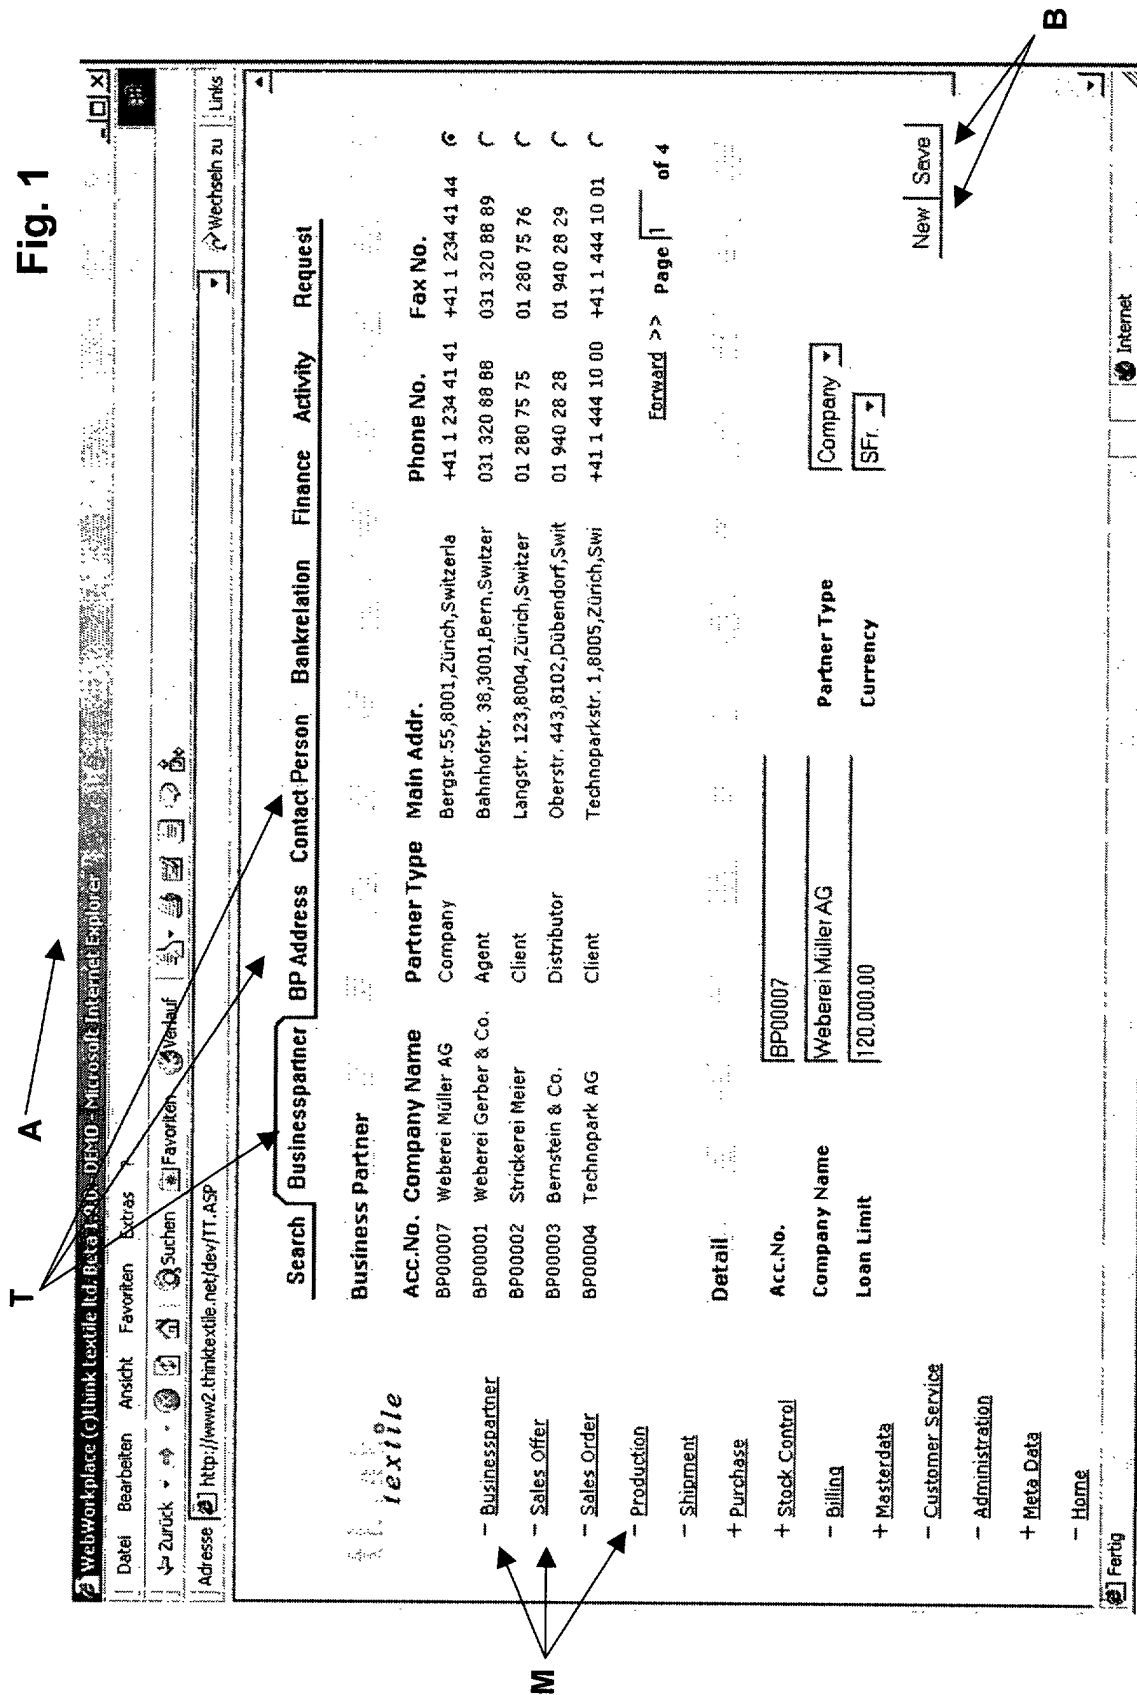 Fig. 1
A
T
WebWorkplace (c)think textile ltd. Beta - DEMO - Microsoft Internet Explorer
Datei Bearbeiten Ansicht Favoriten Extras ?
Zurück Suchen Favoriten Verlauf
Adresse http://www2.thinktextile.net/dev/TT.ASP Wechseln zu Links
textile
Search Businesspartner BP Address Contact Person Bankrelation Finance Activity Request
Business Partner
Acc.No. Company Name Partner Type Main Addr. Phone No. Fax No.
BP00007 Weberei Müller AG Company Bergstr.55,8001,Zürich,Switzerla +41 1 234 41 41 +41 1 234 41 44
BP00001 Weberei Gerber & Co. Agent Bahnhofstr. 38,3001,Bern,Switzer 031 320 88 88 031 320 88 89
BP00002 Strickerei Meier Client Langstr. 123,8004,Zürich,Switzer 01 280 75 75 01 280 75 76
BP00003 Bernstein & Co. Distributor Oberstr. 443,8102,Dübendorf,Swit 01 940 28 28 01 940 28 29
BP00004 Technopark AG Client Technoparkstr. 1,8005,Zürich,Swi +41 1 444 10 00 +41 1 444 10 01
Forward >> Page 1 of 4
Detail
Acc.No. BP00007
Company Name Weberei Müller AG Partner Type Company
Loan Limit 120.000.00 Currency SFr.
New Save
- Businesspartner
- Sales Offer
- Sales Order
- Production
- Shipment
+ Purchase
+ Stock Control
- Billing
+ Masterdata
- Customer Service
- Administration
+ Meta Data
- Home
Fertig Internet
M
B